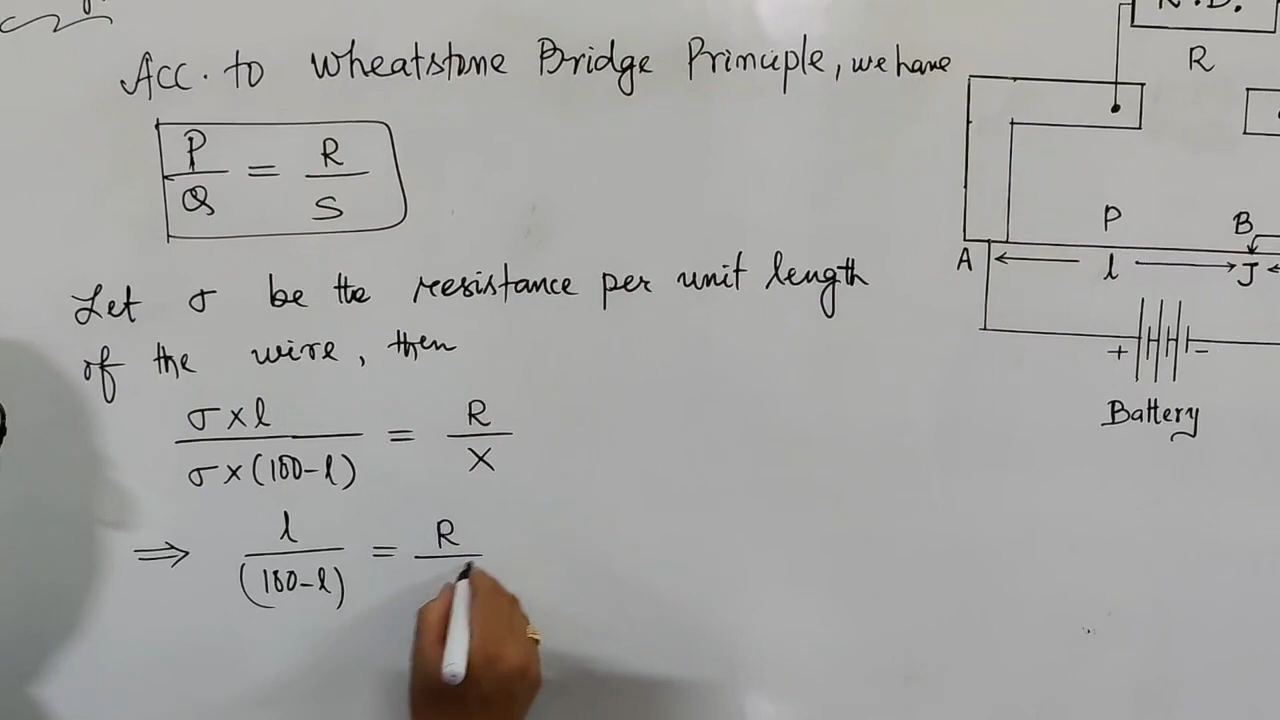 Acc. to Wheatstone Bridge Principle, we have
P/Q = R/S
Let σ be the resistance per unit length
of the wire, then
σ×l / σ×(100-l) = R/X
⇒ l/(100-l) = R
R
P
B
A
l
J
+
-
Battery